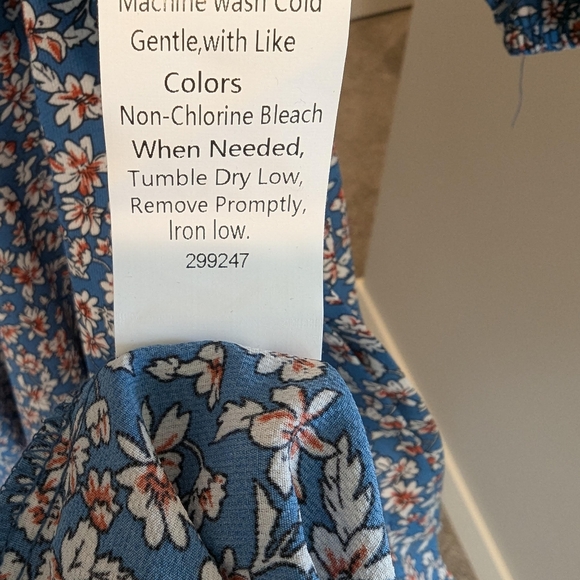 Machine wash Cold
Gentle,with Like
Colors
Non-Chlorine Bleach
When Needed,
Tumble Dry Low,
Remove Promptly,
Iron low.
299247